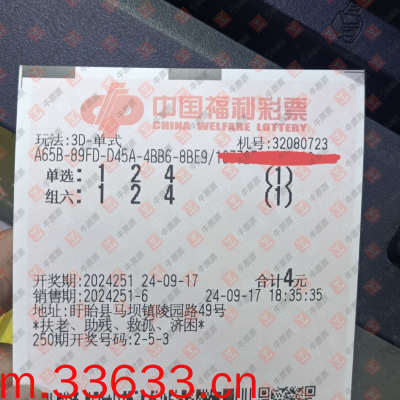 中国福利彩票
CHINA WELFARE LOTTERY
玩法:3D-单式 机号:32080723
A65B-89FD-D45A-4BB6-8BE9/
单选: 1 2 4 (1)
组六: 1 2 4 (1)
开奖期:2024251 24-09-17 合计4元
销售期:2024251-6 24-09-17 18:35:35
地址:盱眙县马坝镇陵园路49号
*扶老、助残、救孤、济困*
250期开奖号码:2-5-3
m.33633.cn